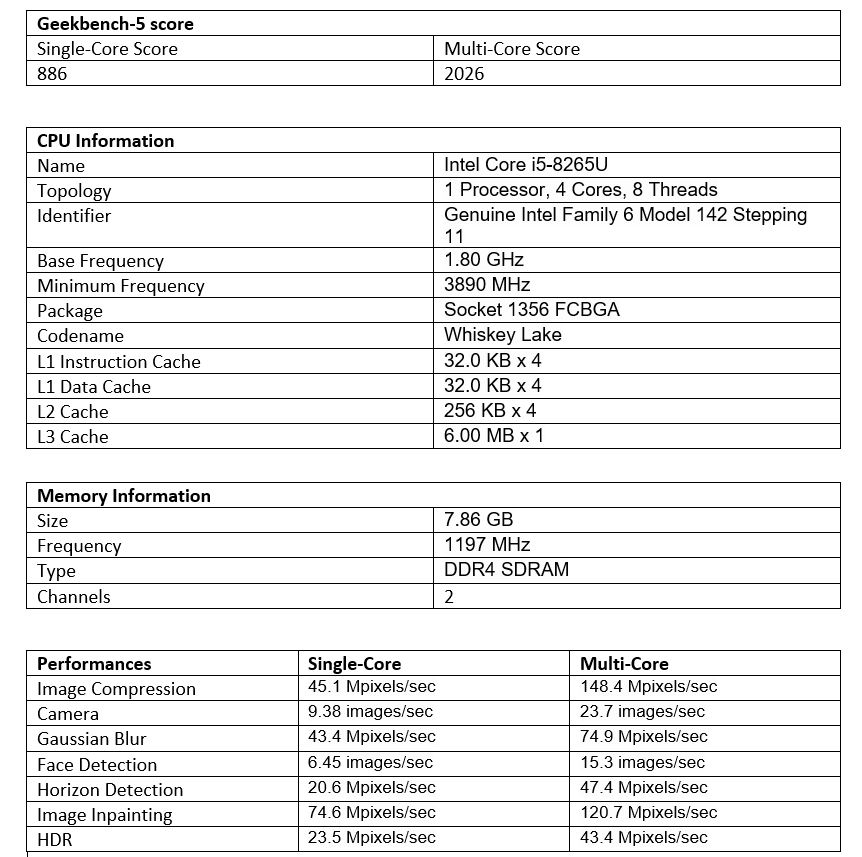 Geekbench-5 score
Single-Core Score Multi-Core Score
886 2026
CPU Information
Name Intel Core i5-8265U
Topology 1 Processor, 4 Cores, 8 Threads
Identifier Genuine Intel Family 6 Model 142 Stepping
11
Base Frequency 1.80 GHz
Minimum Frequency 3890 MHz
Package Socket 1356 FCBGA
Codename Whiskey Lake
L1 Instruction Cache 32.0 KB x 4
L1 Data Cache 32.0 KB x 4
L2 Cache 256 KB x 4
L3 Cache 6.00 MB x 1
Memory Information
Size 7.86 GB
Frequency 1197 MHz
Type DDR4 SDRAM
Channels 2
Performances Single-Core Multi-Core
Image Compression 45.1 Mpixels/sec 148.4 Mpixels/sec
Camera 9.38 images/sec 23.7 images/sec
Gaussian Blur 43.4 Mpixels/sec 74.9 Mpixels/sec
Face Detection 6.45 images/sec 15.3 images/sec
Horizon Detection 20.6 Mpixels/sec 47.4 Mpixels/sec
Image Inpainting 74.6 Mpixels/sec 120.7 Mpixels/sec
HDR 23.5 Mpixels/sec 43.4 Mpixels/sec